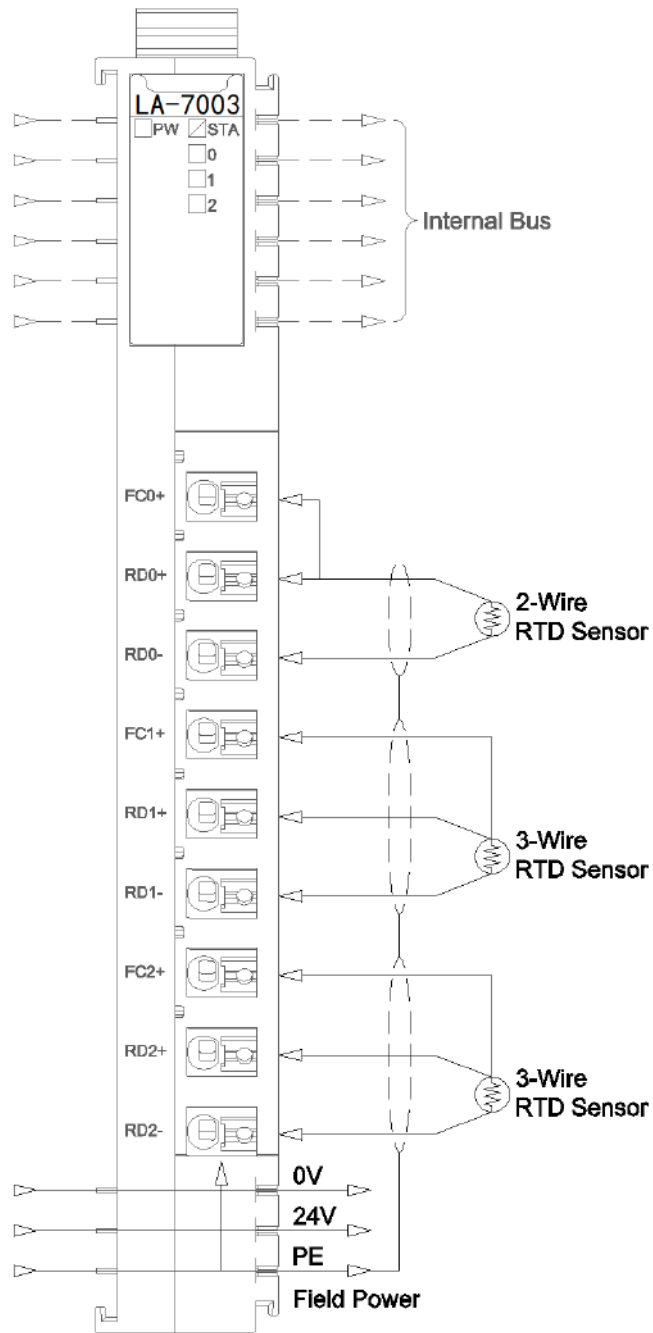 LA-7003
PW STA
0
1
2
Internal Bus
FC0+
RD0+
2-Wire
RTD Sensor
RD0-
FC1+
RD1+
3-Wire
RTD Sensor
RD1-
FC2+
RD2+
3-Wire
RTD Sensor
RD2-
0V
24V
PE
Field Power